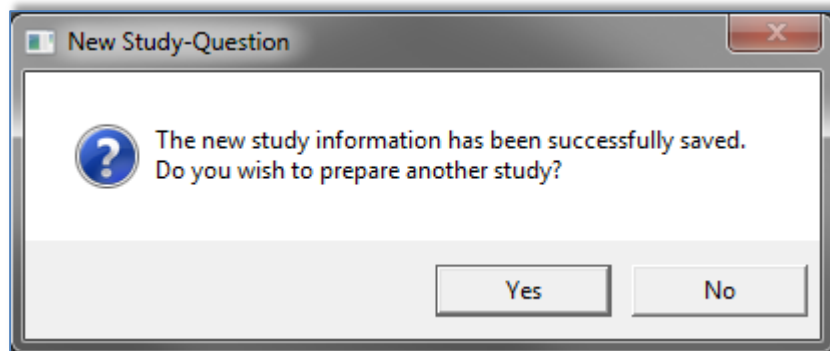 New Study-Question
The new study information has been successfully saved.
Do you wish to prepare another study?
Yes
No